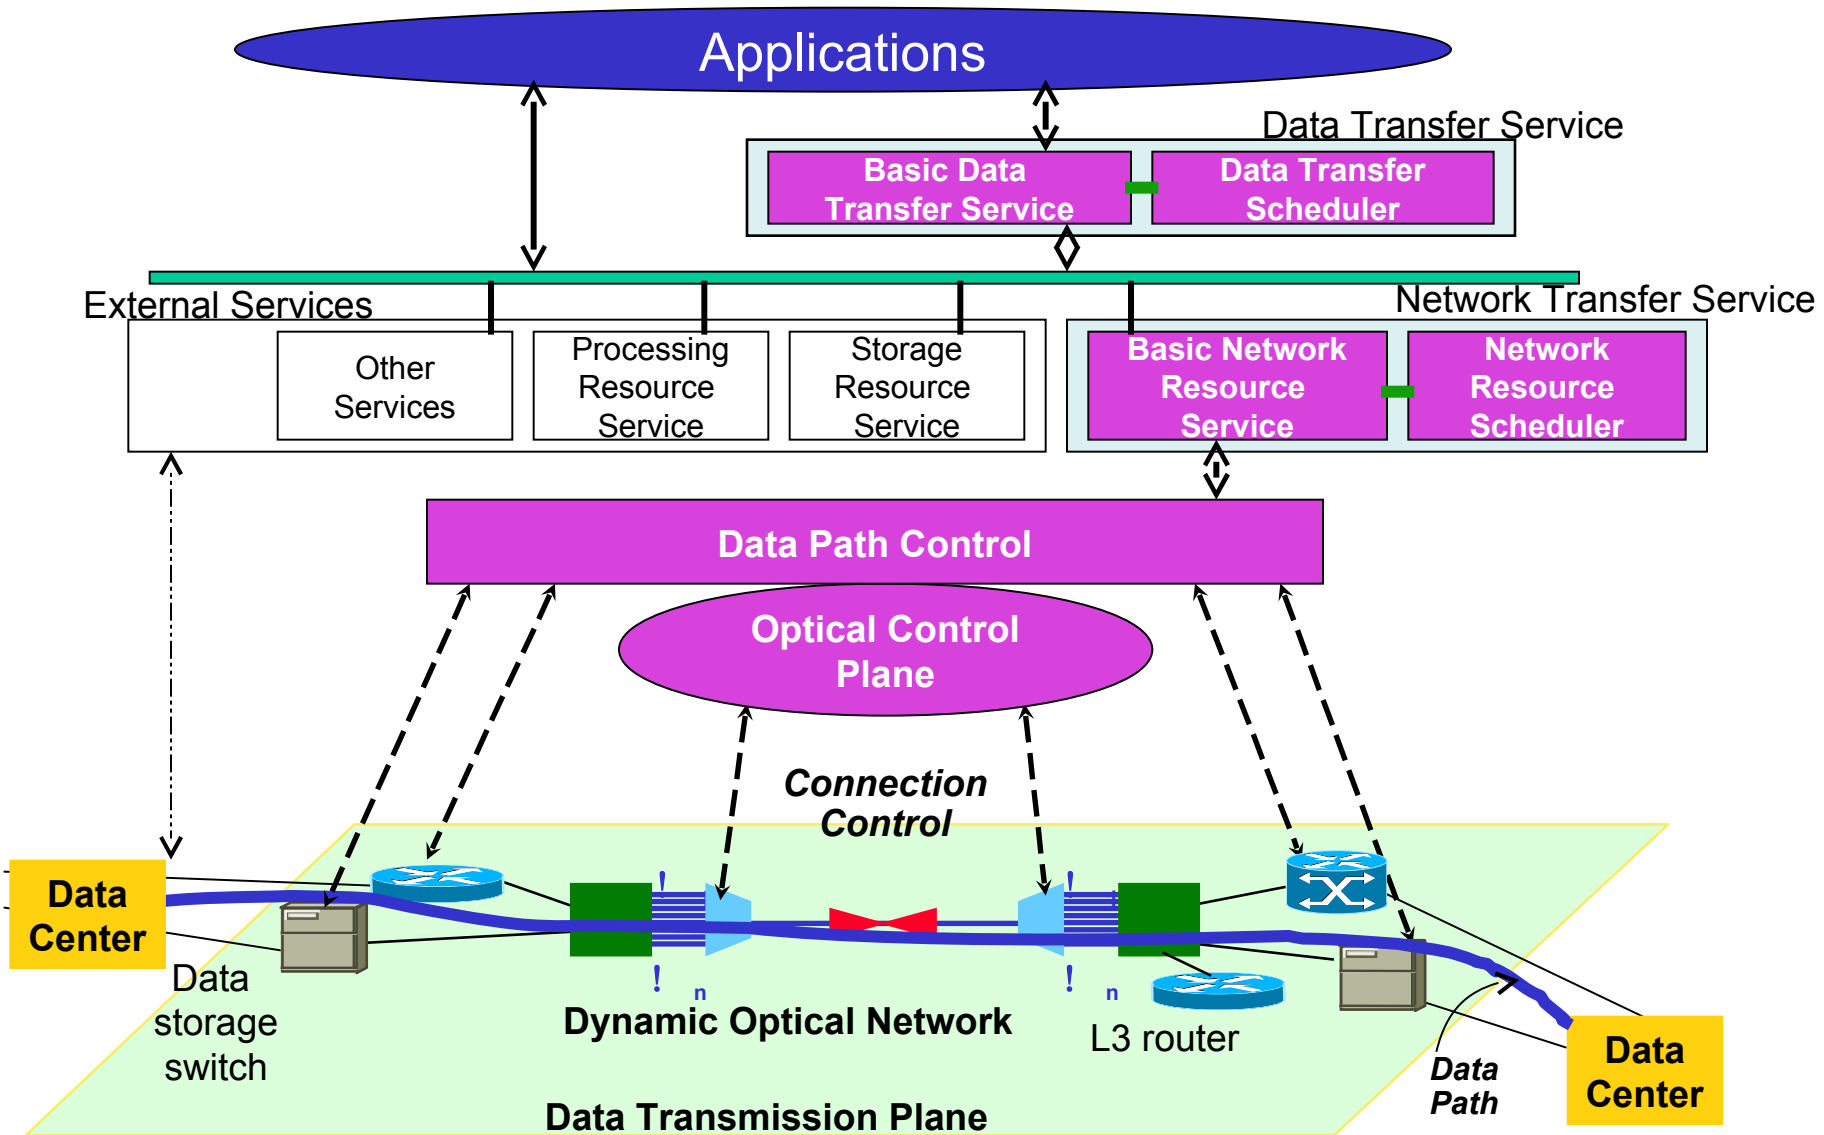 Applications
Data Transfer Service
Basic Data
Transfer Service
Data Transfer
Scheduler
External Services
Network Transfer Service
Other
Services
Processing
Resource
Service
Storage
Resource
Service
Basic Network
Resource
Service
Network
Resource
Scheduler
Data Path Control
Optical Control
Plane
Connection
Control
Data
Center
!
!
n
!
n
!
n
Data
storage
switch
Dynamic Optical Network
L3 router
Data
Path
Data
Center
Data Transmission Plane